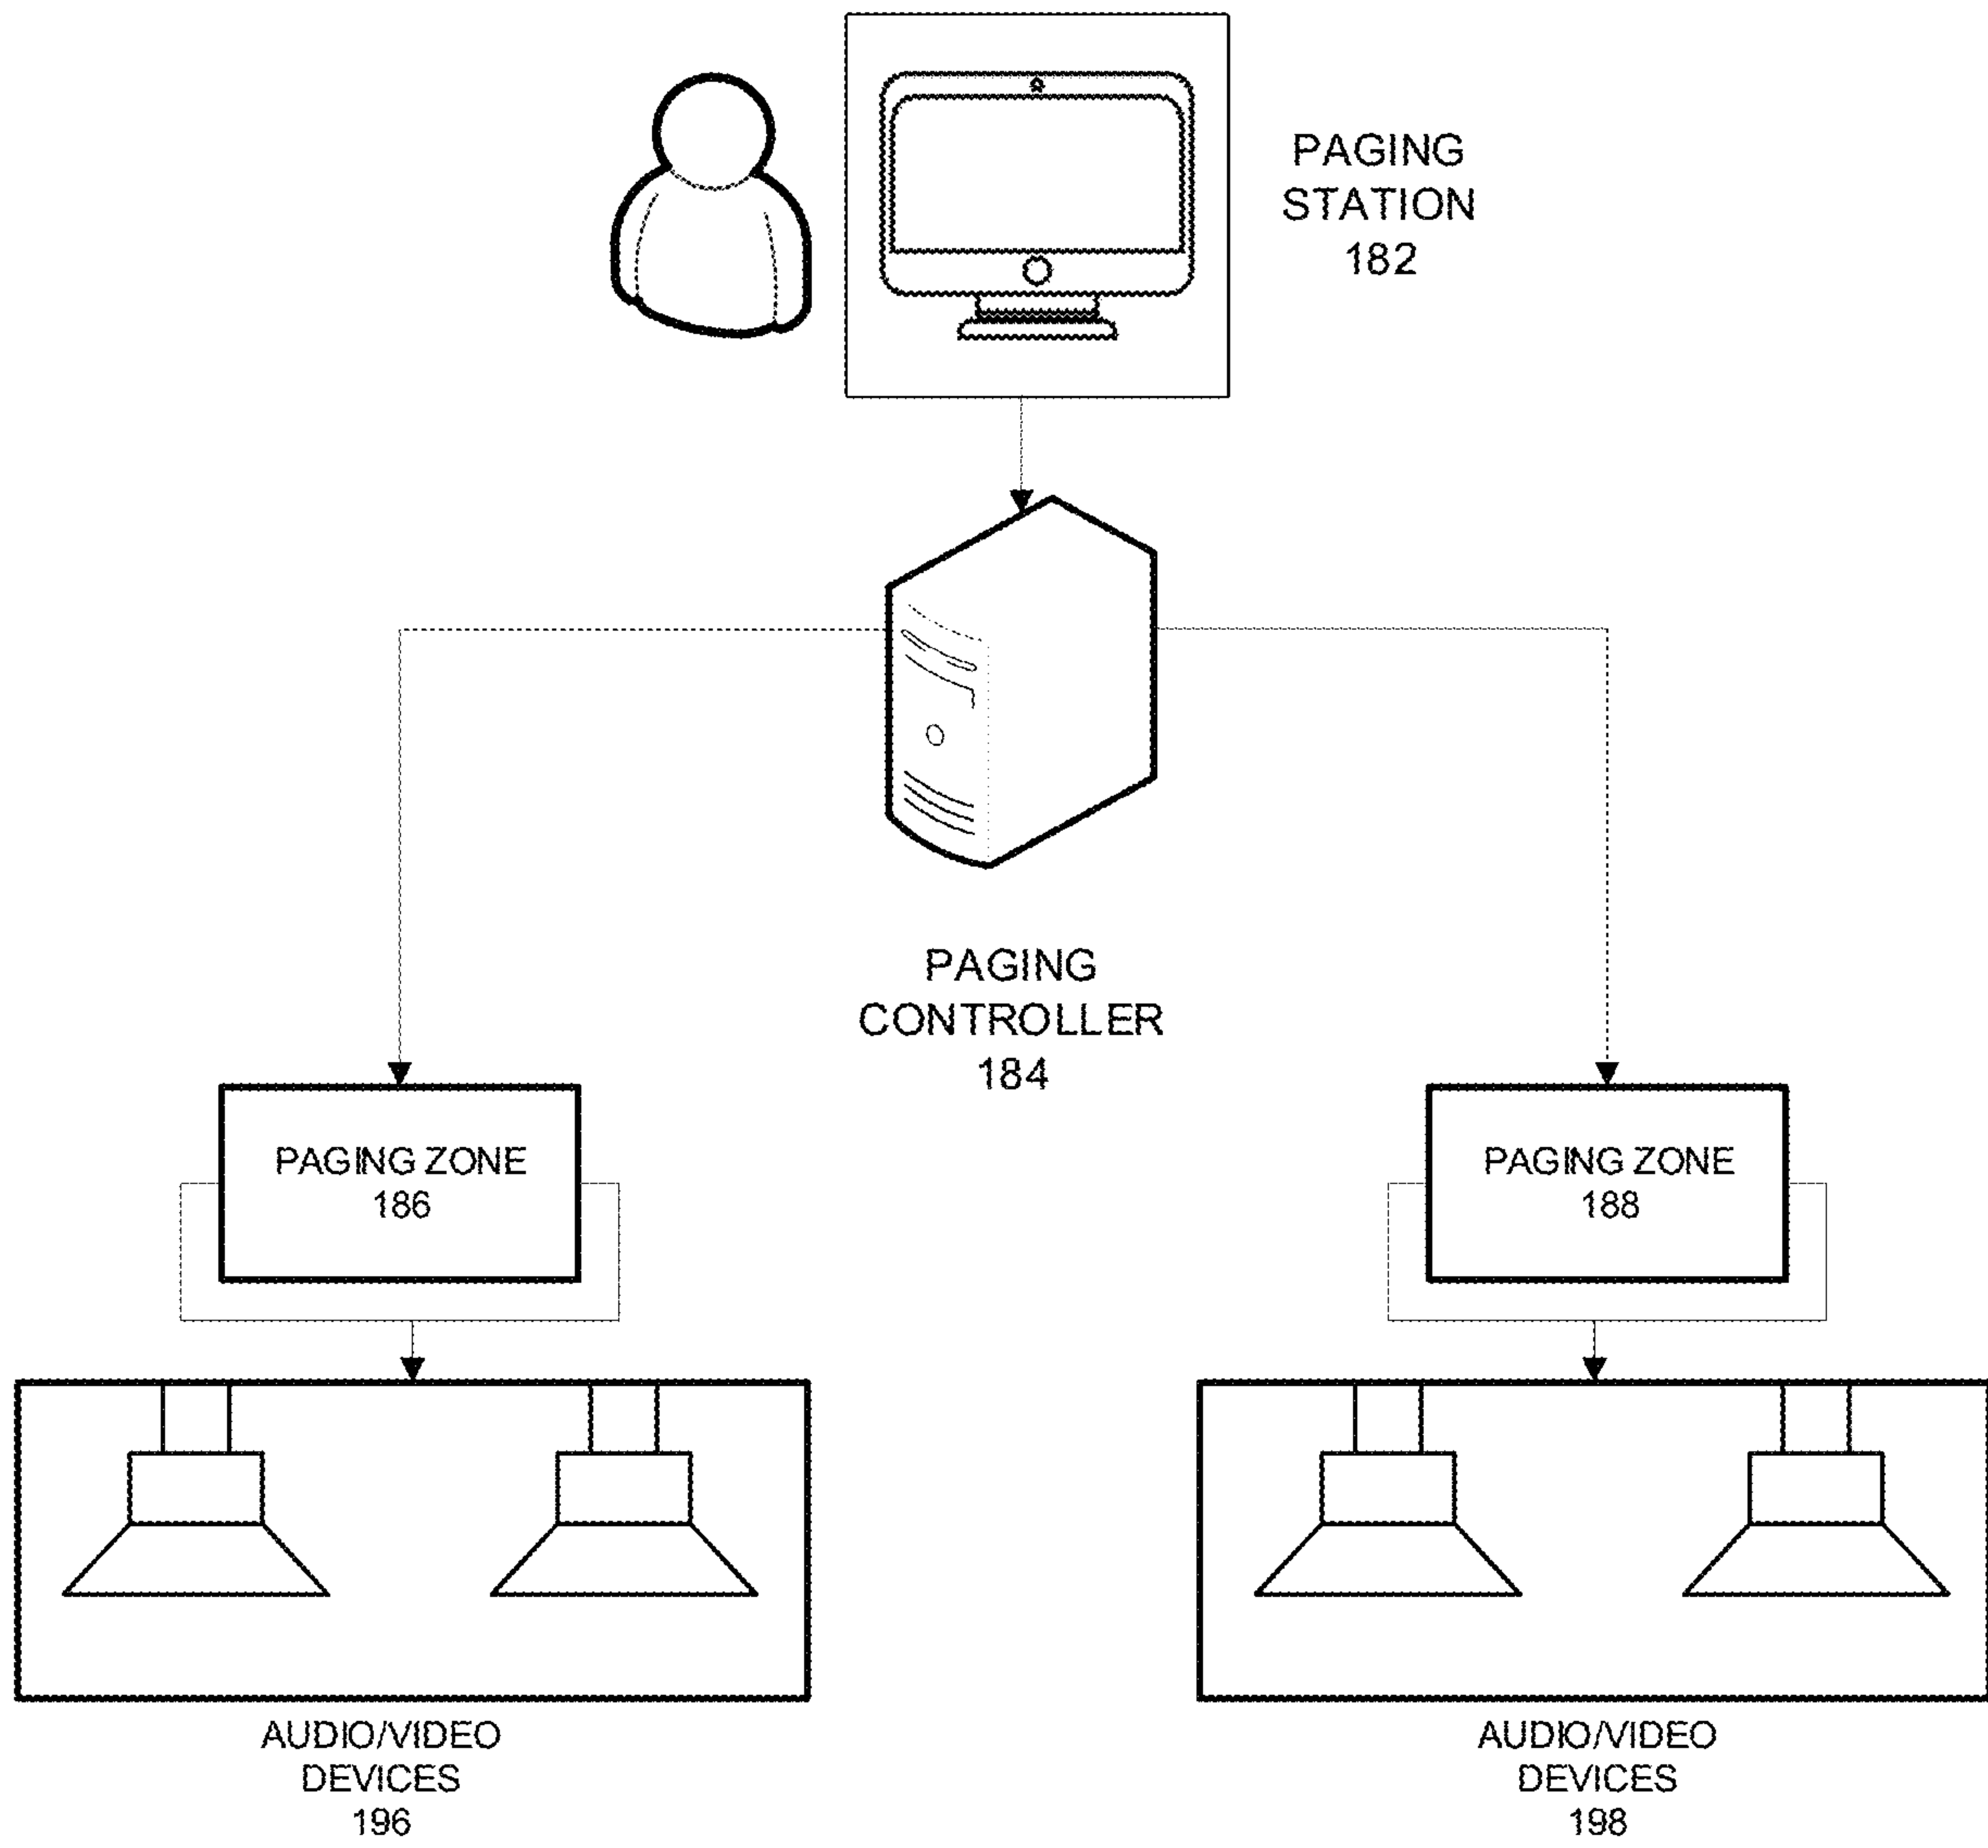 PAGING
STATION
182
PAGING
CONTROLLER
184
PAGING ZONE
186
PAGING ZONE
188
AUDIO/VIDEO
DEVICES
196
AUDIO/VIDEO
DEVICES
198